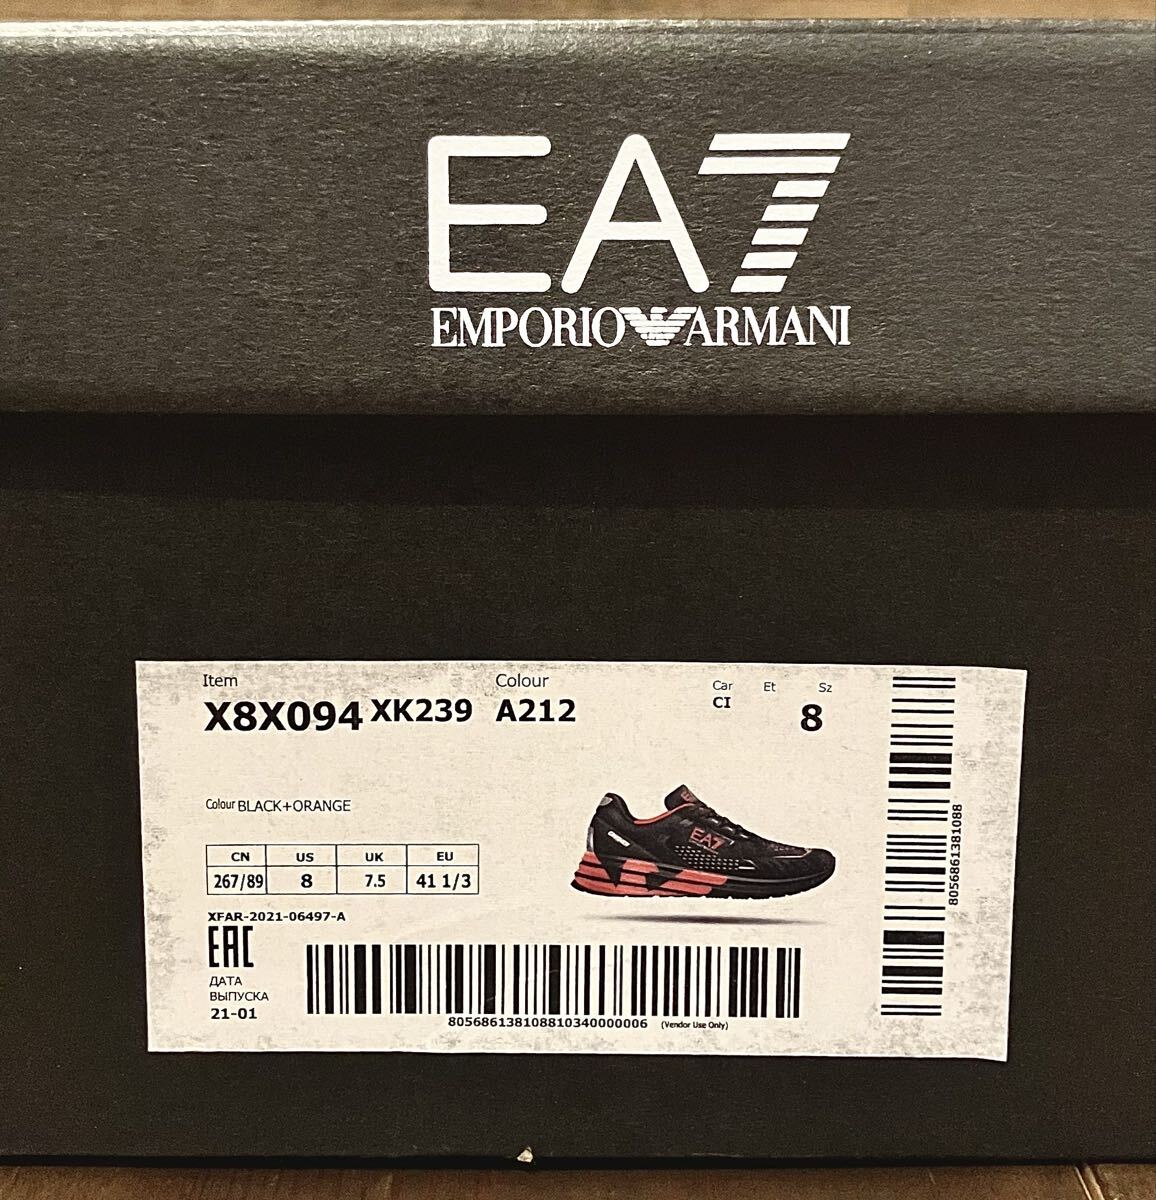 EA7
EMPORIO ARMANI
Item Colour Car Et Sz
X8X094 XK239 A212 CI 8
Colour BLACK+ORANGE
CN US UK EU
267/89 8 7.5 41 1/3
XFAR-2021-06497-A
EAC
ДАТА
ВЫПУСКА
21-01
EA7
805686138108810340000006 (Vendor Use Only)
8056861381088